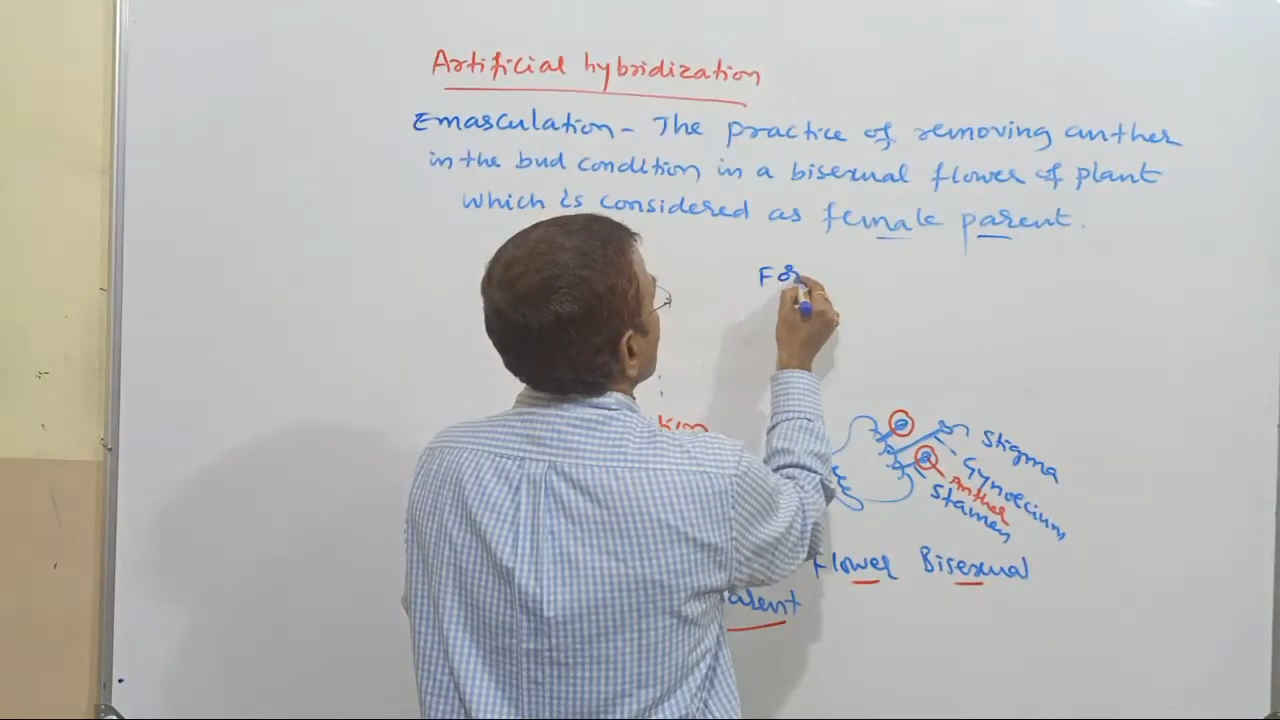 Artificial hybridization
Emasculation - The practice of removing anther
in the bud condition in a bisexual flower of plant
which is considered as female parent.
For
Stigma
Gynoecium
Anther
Stamen
Flower Bisexual